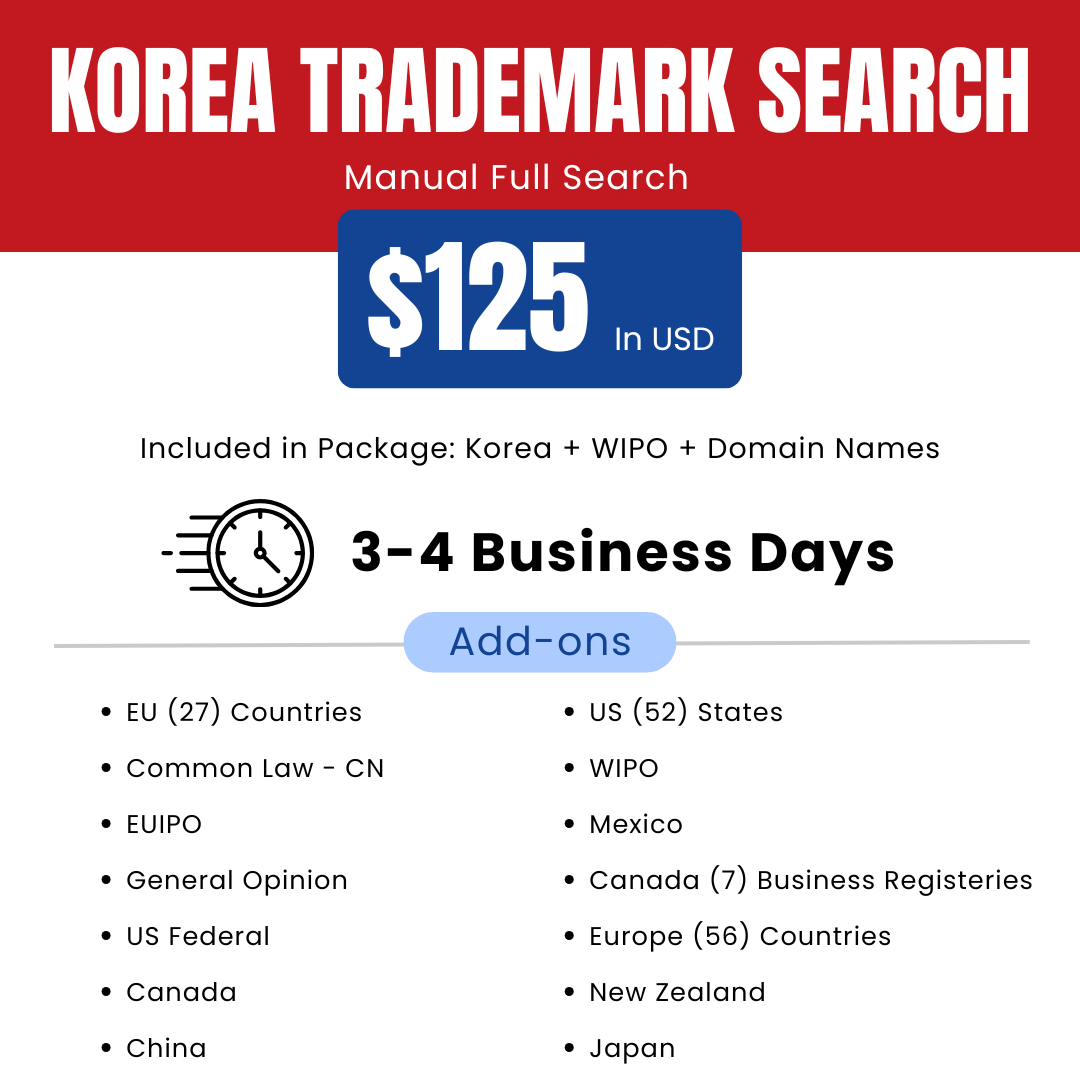 KOREA TRADEMARK SEARCH
Manual Full Search
$125 In USD
Included in Package: Korea + WIPO + Domain Names
3-4 Business Days
Add-ons
EU (27) Countries
Common Law - CN
EUIPO
General Opinion
US Federal
Canada
China
US (52) States
WIPO
Mexico
Canada (7) Business Registeries
Europe (56) Countries
New Zealand
Japan